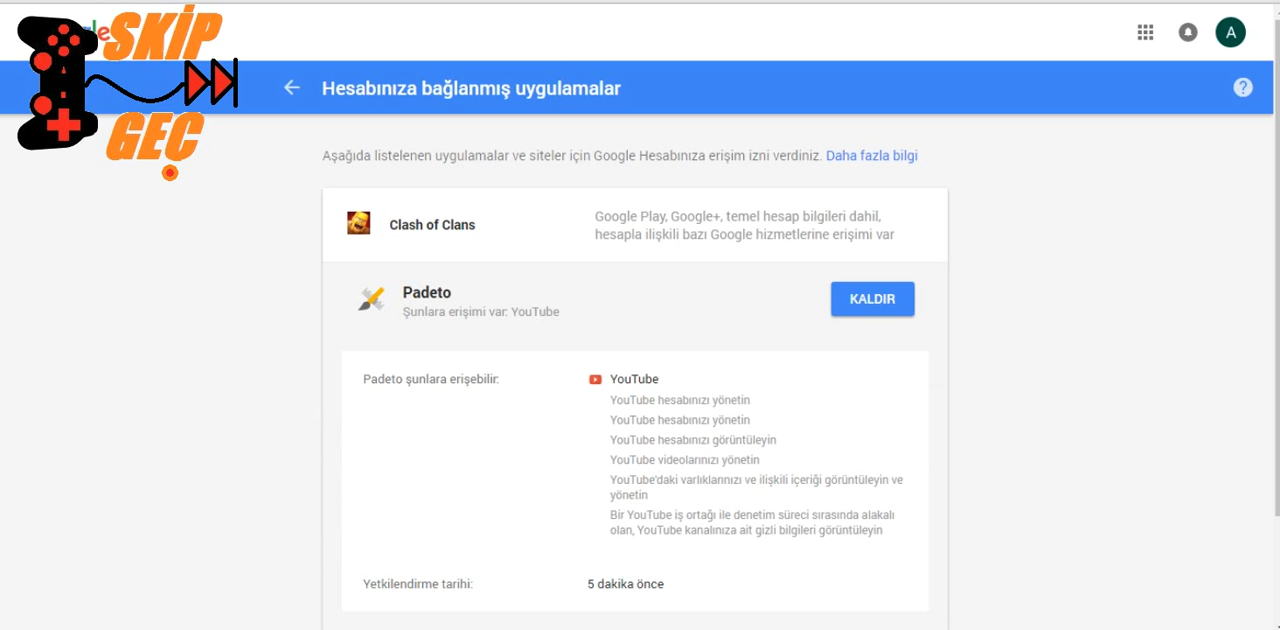 le
SKİP
GEÇ
A
Hesabınıza bağlanmış uygulamalar
?
Aşağıda listelenen uygulamalar ve siteler için Google Hesabınıza erişim izni verdiniz. Daha fazla bilgi
Clash of Clans
Google Play, Google+, temel hesap bilgileri dahil,
hesapla ilişkili bazı Google hizmetlerine erişimi var
Padeto
Şunlara erişimi var: YouTube
KALDIR
Padeto şunlara erişebilir:
YouTube
YouTube hesabınızı yönetin
YouTube hesabınızı yönetin
YouTube hesabınızı görüntüleyin
YouTube videolarınızı yönetin
YouTube'daki varlıklarınızı ve ilişkili içeriği görüntüleyin ve
yönetin
Bir YouTube iş ortağı ile denetim süreci sırasında alakalı
olan, YouTube kanalınıza ait gizli bilgileri görüntüleyin
Yetkilendirme tarihi:
5 dakika önce